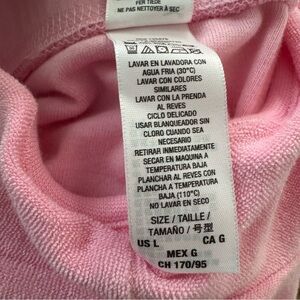 FER TIEDE
NE PAS NETTOYER À SEC
LAVAR EN LAVADORA CON
AGUA FRIA (30°C)
LAVAR CON COLORES
SIMILARES
LAVAR CON LA PRENDA
AL REVES
CICLO DELICADO
USAR BLANQUEADOR SIN
CLORO CUANDO SEA
NECESARIO
RETIRAR IMMEDIATAMENTE
SECAR EN MAQUINA A
TEMPERATURA BAJA
PLANCHAR AL REVES CON
PLANCHA A TEMPERATURA
BAJA (110°C)
NO LAVAR EN SECO
SIZE / TAILLE /
TAMAÑO / 号型
US L CA G
MEX G
CH 170/95